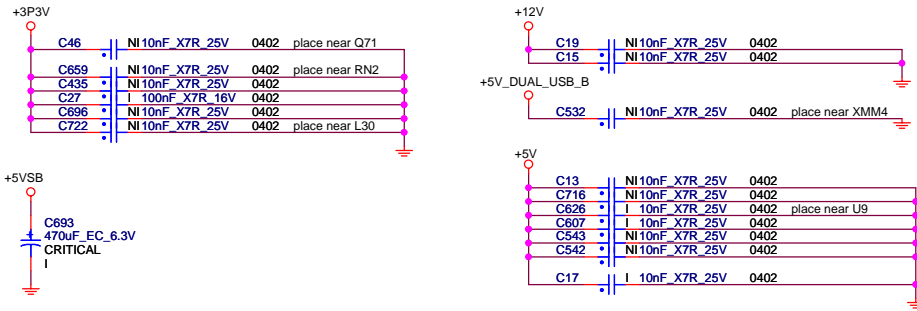 +3P3V
C46 NI 10nF_X7R_25V 0402 place near Q71
C659 NI 10nF_X7R_25V 0402 place near RN2
C435 NI 10nF_X7R_25V 0402
C27 I 100nF_X7R_16V 0402
C696 NI 10nF_X7R_25V 0402
C722 NI 10nF_X7R_25V 0402 place near L30
+5VSB
C693
470uF_EC_6.3V
CRITICAL
I
+12V
C19 NI 10nF_X7R_25V 0402
C15 NI 10nF_X7R_25V 0402
+5V_DUAL_USB_B
C532 NI 10nF_X7R_25V 0402 place near XMM4
+5V
C13 NI 10nF_X7R_25V 0402
C716 NI 10nF_X7R_25V 0402
C626 I 10nF_X7R_25V 0402 place near U9
C607 I 10nF_X7R_25V 0402
C543 NI 10nF_X7R_25V 0402
C542 NI 10nF_X7R_25V 0402
C17 I 10nF_X7R_25V 0402